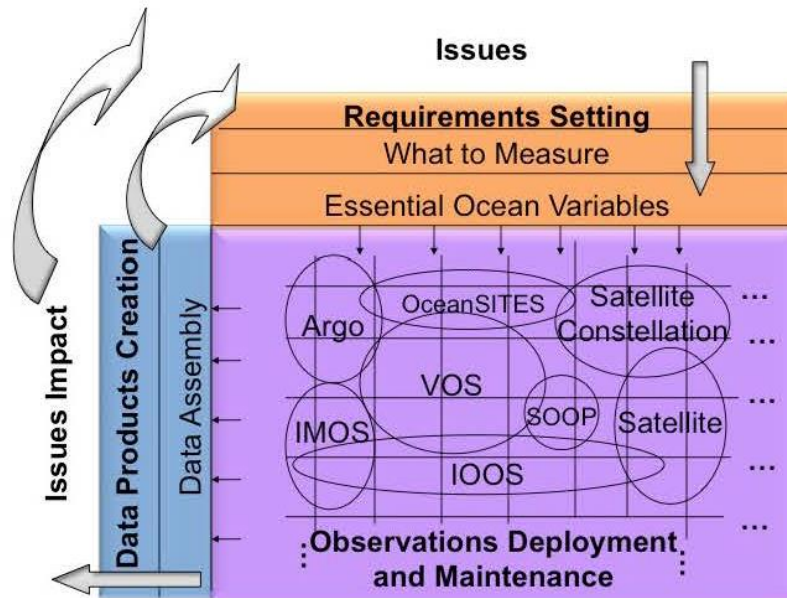 Issues
Requirements Setting
What to Measure
Essential Ocean Variables
Issues Impact
Data Products Creation
Data Assembly
Argo
OceanSITES
Satellite
Constellation
...
...
VOS
IMOS
SOOP
Satellite
...
IOOS
...
...
...
Observations Deployment
and Maintenance
...